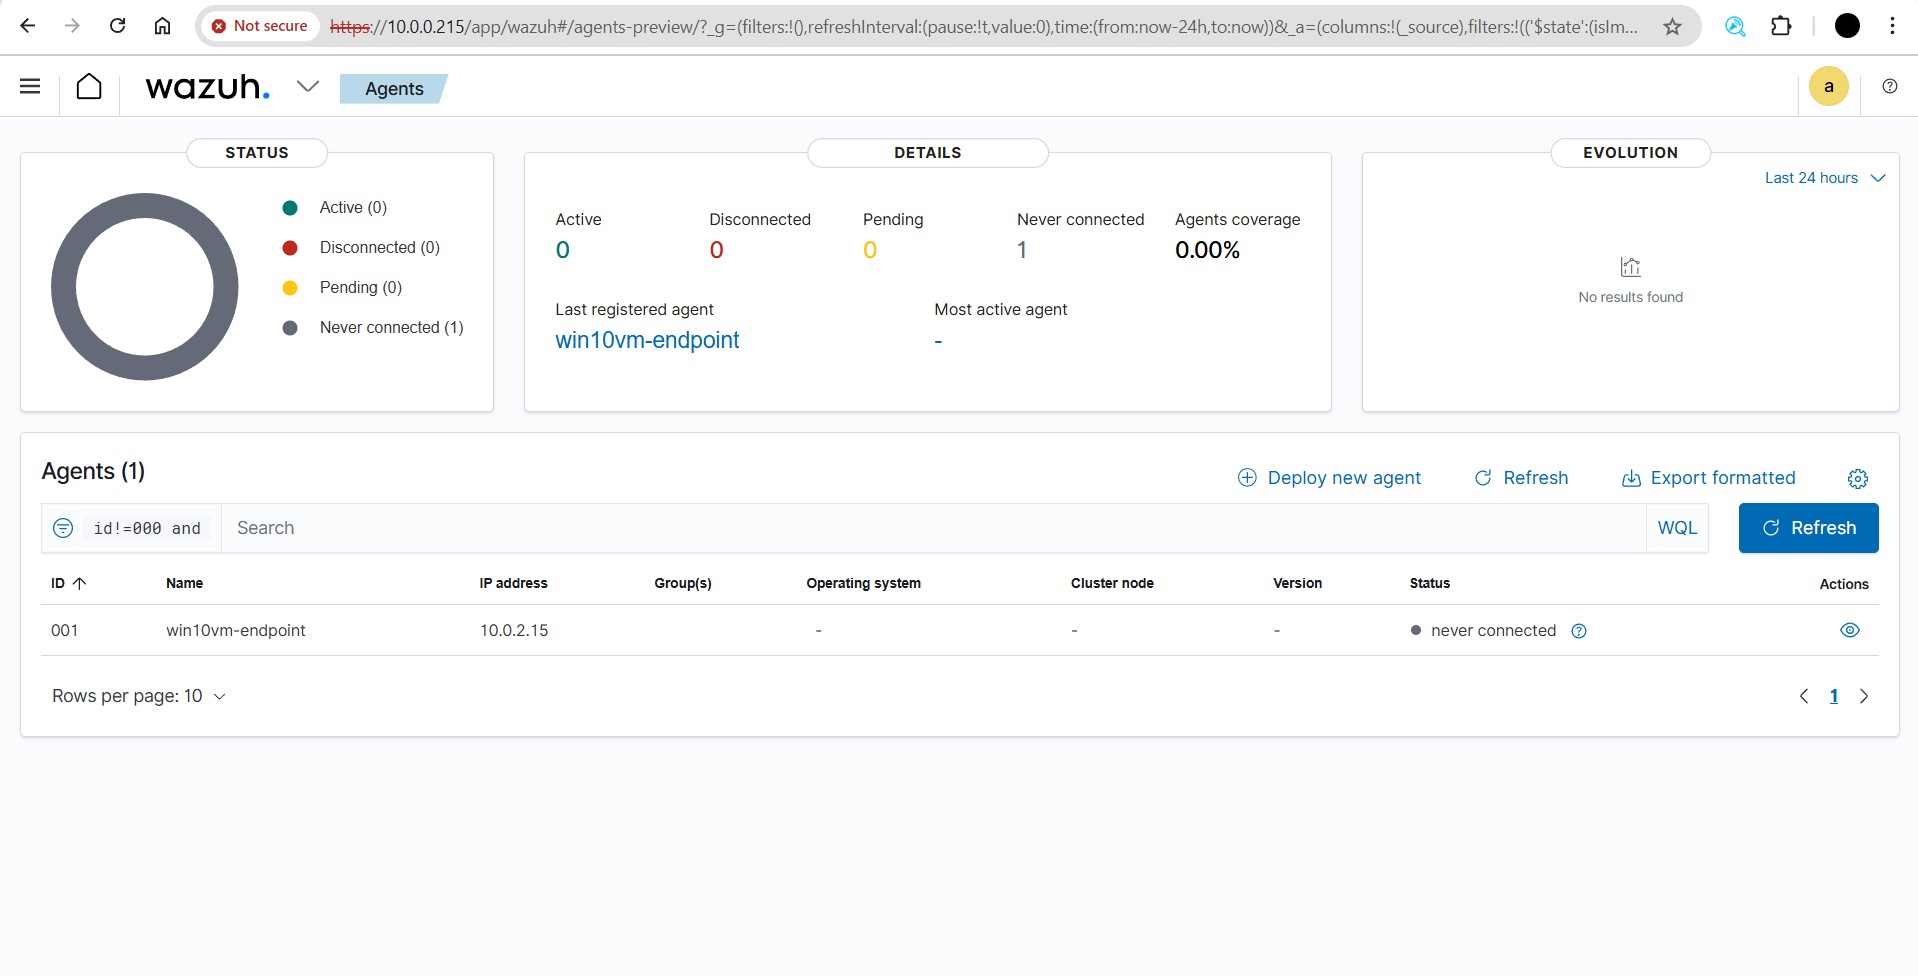 Not secure https://10.0.0.215/app/wazuh#/agents-preview/?_g=(filters:!(),refreshInterval:(pause:!t,value:0),time:(from:now-24h,to:now))&_a=(columns:!(_source),filters:!(('$state':(isIm...
wazuh. Agents a
STATUS
Active (0)
Disconnected (0)
Pending (0)
Never connected (1)
DETAILS
Active Disconnected Pending Never connected Agents coverage
0 0 0 1 0.00%
Last registered agent Most active agent
win10vm-endpoint -
EVOLUTION
Last 24 hours
No results found
Agents (1) Deploy new agent Refresh Export formatted
id!=000 and Search WQL Refresh
ID Name IP address Group(s) Operating system Cluster node Version Status Actions
001 win10vm-endpoint 10.0.2.15 - - - never connected
Rows per page: 10 1